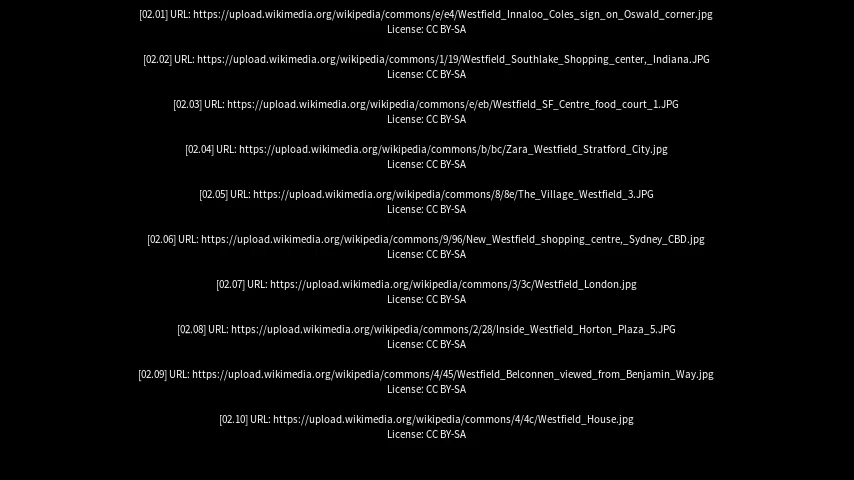 [02.01] URL: https://upload.wikimedia.org/wikipedia/commons/e/e4/Westfield_Innaloo_Coles_sign_on_Oswald_corner.jpg
License: CC BY-SA
[02.02] URL: https://upload.wikimedia.org/wikipedia/commons/1/19/Westfield_Southlake_Shopping_center,_Indiana.JPG
License: CC BY-SA
[02.03] URL: https://upload.wikimedia.org/wikipedia/commons/e/eb/Westfield_SF_Centre_food_court_1.JPG
License: CC BY-SA
[02.04] URL: https://upload.wikimedia.org/wikipedia/commons/b/bc/Zara_Westfield_Stratford_City.jpg
License: CC BY-SA
[02.05] URL: https://upload.wikimedia.org/wikipedia/commons/8/8e/The_Village_Westfield_3.JPG
License: CC BY-SA
[02.06] URL: https://upload.wikimedia.org/wikipedia/commons/9/96/New_Westfield_shopping_centre,_Sydney_CBD.jpg
License: CC BY-SA
[02.07] URL: https://upload.wikimedia.org/wikipedia/commons/3/3c/Westfield_London.jpg
License: CC BY-SA
[02.08] URL: https://upload.wikimedia.org/wikipedia/commons/2/28/Inside_Westfield_Horton_Plaza_5.JPG
License: CC BY-SA
[02.09] URL: https://upload.wikimedia.org/wikipedia/commons/4/45/Westfield_Belconnen_viewed_from_Benjamin_Way.jpg
License: CC BY-SA
[02.10] URL: https://upload.wikimedia.org/wikipedia/commons/4/4c/Westfield_House.jpg
License: CC BY-SA